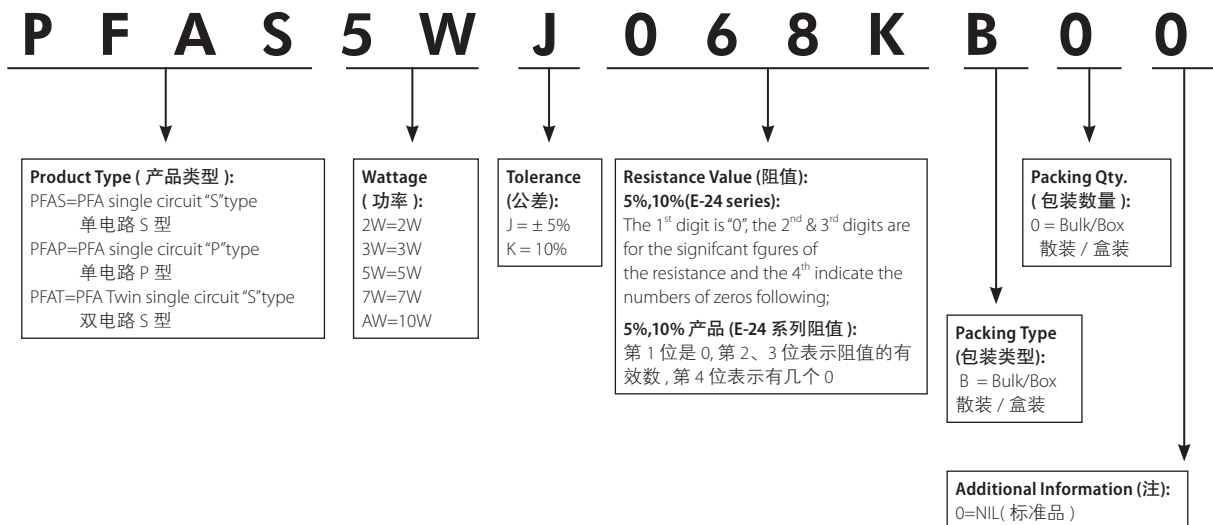 P F A S 5 W J 0 6 8 K B 0 0
Product Type ( 产品类型 ):
PFAS=PFA single circuit “S”type
单电路 S 型
PFAP=PFA single circuit “P”type
单电路 P 型
PFAT=PFA Twin single circuit “S”type
双电路 S 型
Wattage
( 功率 ):
2W=2W
3W=3W
5W=5W
7W=7W
AW=10W
Tolerance
(公差):
J = ± 5%
K = 10%
Resistance Value (阻值):
5%,10%(E-24 series):
The 1st digit is “0”, the 2nd & 3rd digits are
for the signifcant fgures of
the resistance and the 4th indicate the
numbers of zeros following;
5%,10% 产品 (E-24 系列阻值 ):
第 1 位是 0, 第 2、3 位表示阻值的有
效数 , 第 4 位表示有几个 0
Packing Type
(包装类型):
B = Bulk/Box
散装 / 盒装
Packing Qty.
( 包装数量 ):
0 = Bulk/Box
散装 / 盒装
Additional Information (注):
0=NIL( 标准品 )